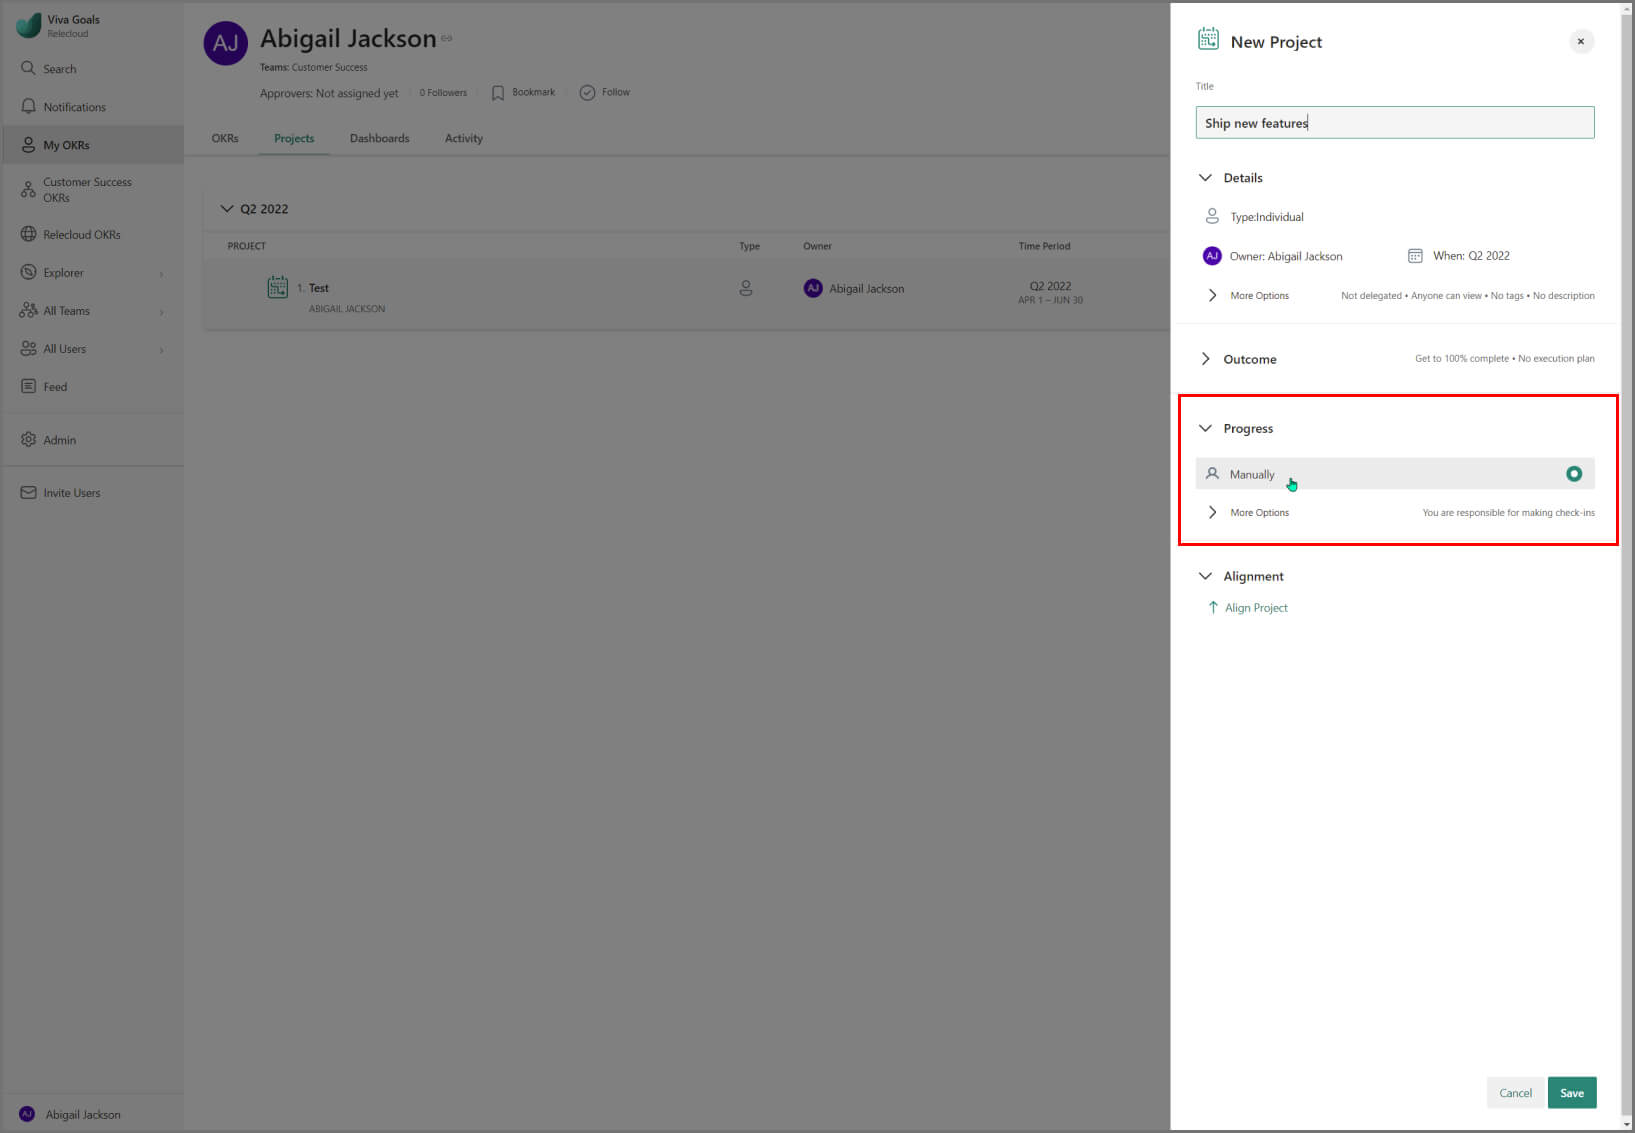 Viva Goals
Relecloud
Search
Notifications
My OKRs
Customer Success
OKRs
Relecloud OKRs
Explorer
All Teams
All Users
Feed
Admin
Invite Users
AJ Abigail Jackson
AJ
Abigail Jackson
Teams: Customer Success
Approvers: Not assigned yet 0 Followers Bookmark Follow
OKRs Projects Dashboards Activity
Q2 2022
PROJECT Type Owner Time Period
1. Test AJ Abigail Jackson Q2 2022
ABIGAIL JACKSON APR 1 – JUN 30
New Project
Title
Ship new features
Details
Type:Individual
AJ Owner: Abigail Jackson When: Q2 2022
More Options Not delegated • Anyone can view • No tags • No description
Outcome Get to 100% complete • No execution plan
Progress
Manually
More Options You are responsible for making check-ins
Alignment
Align Project
Cancel Save